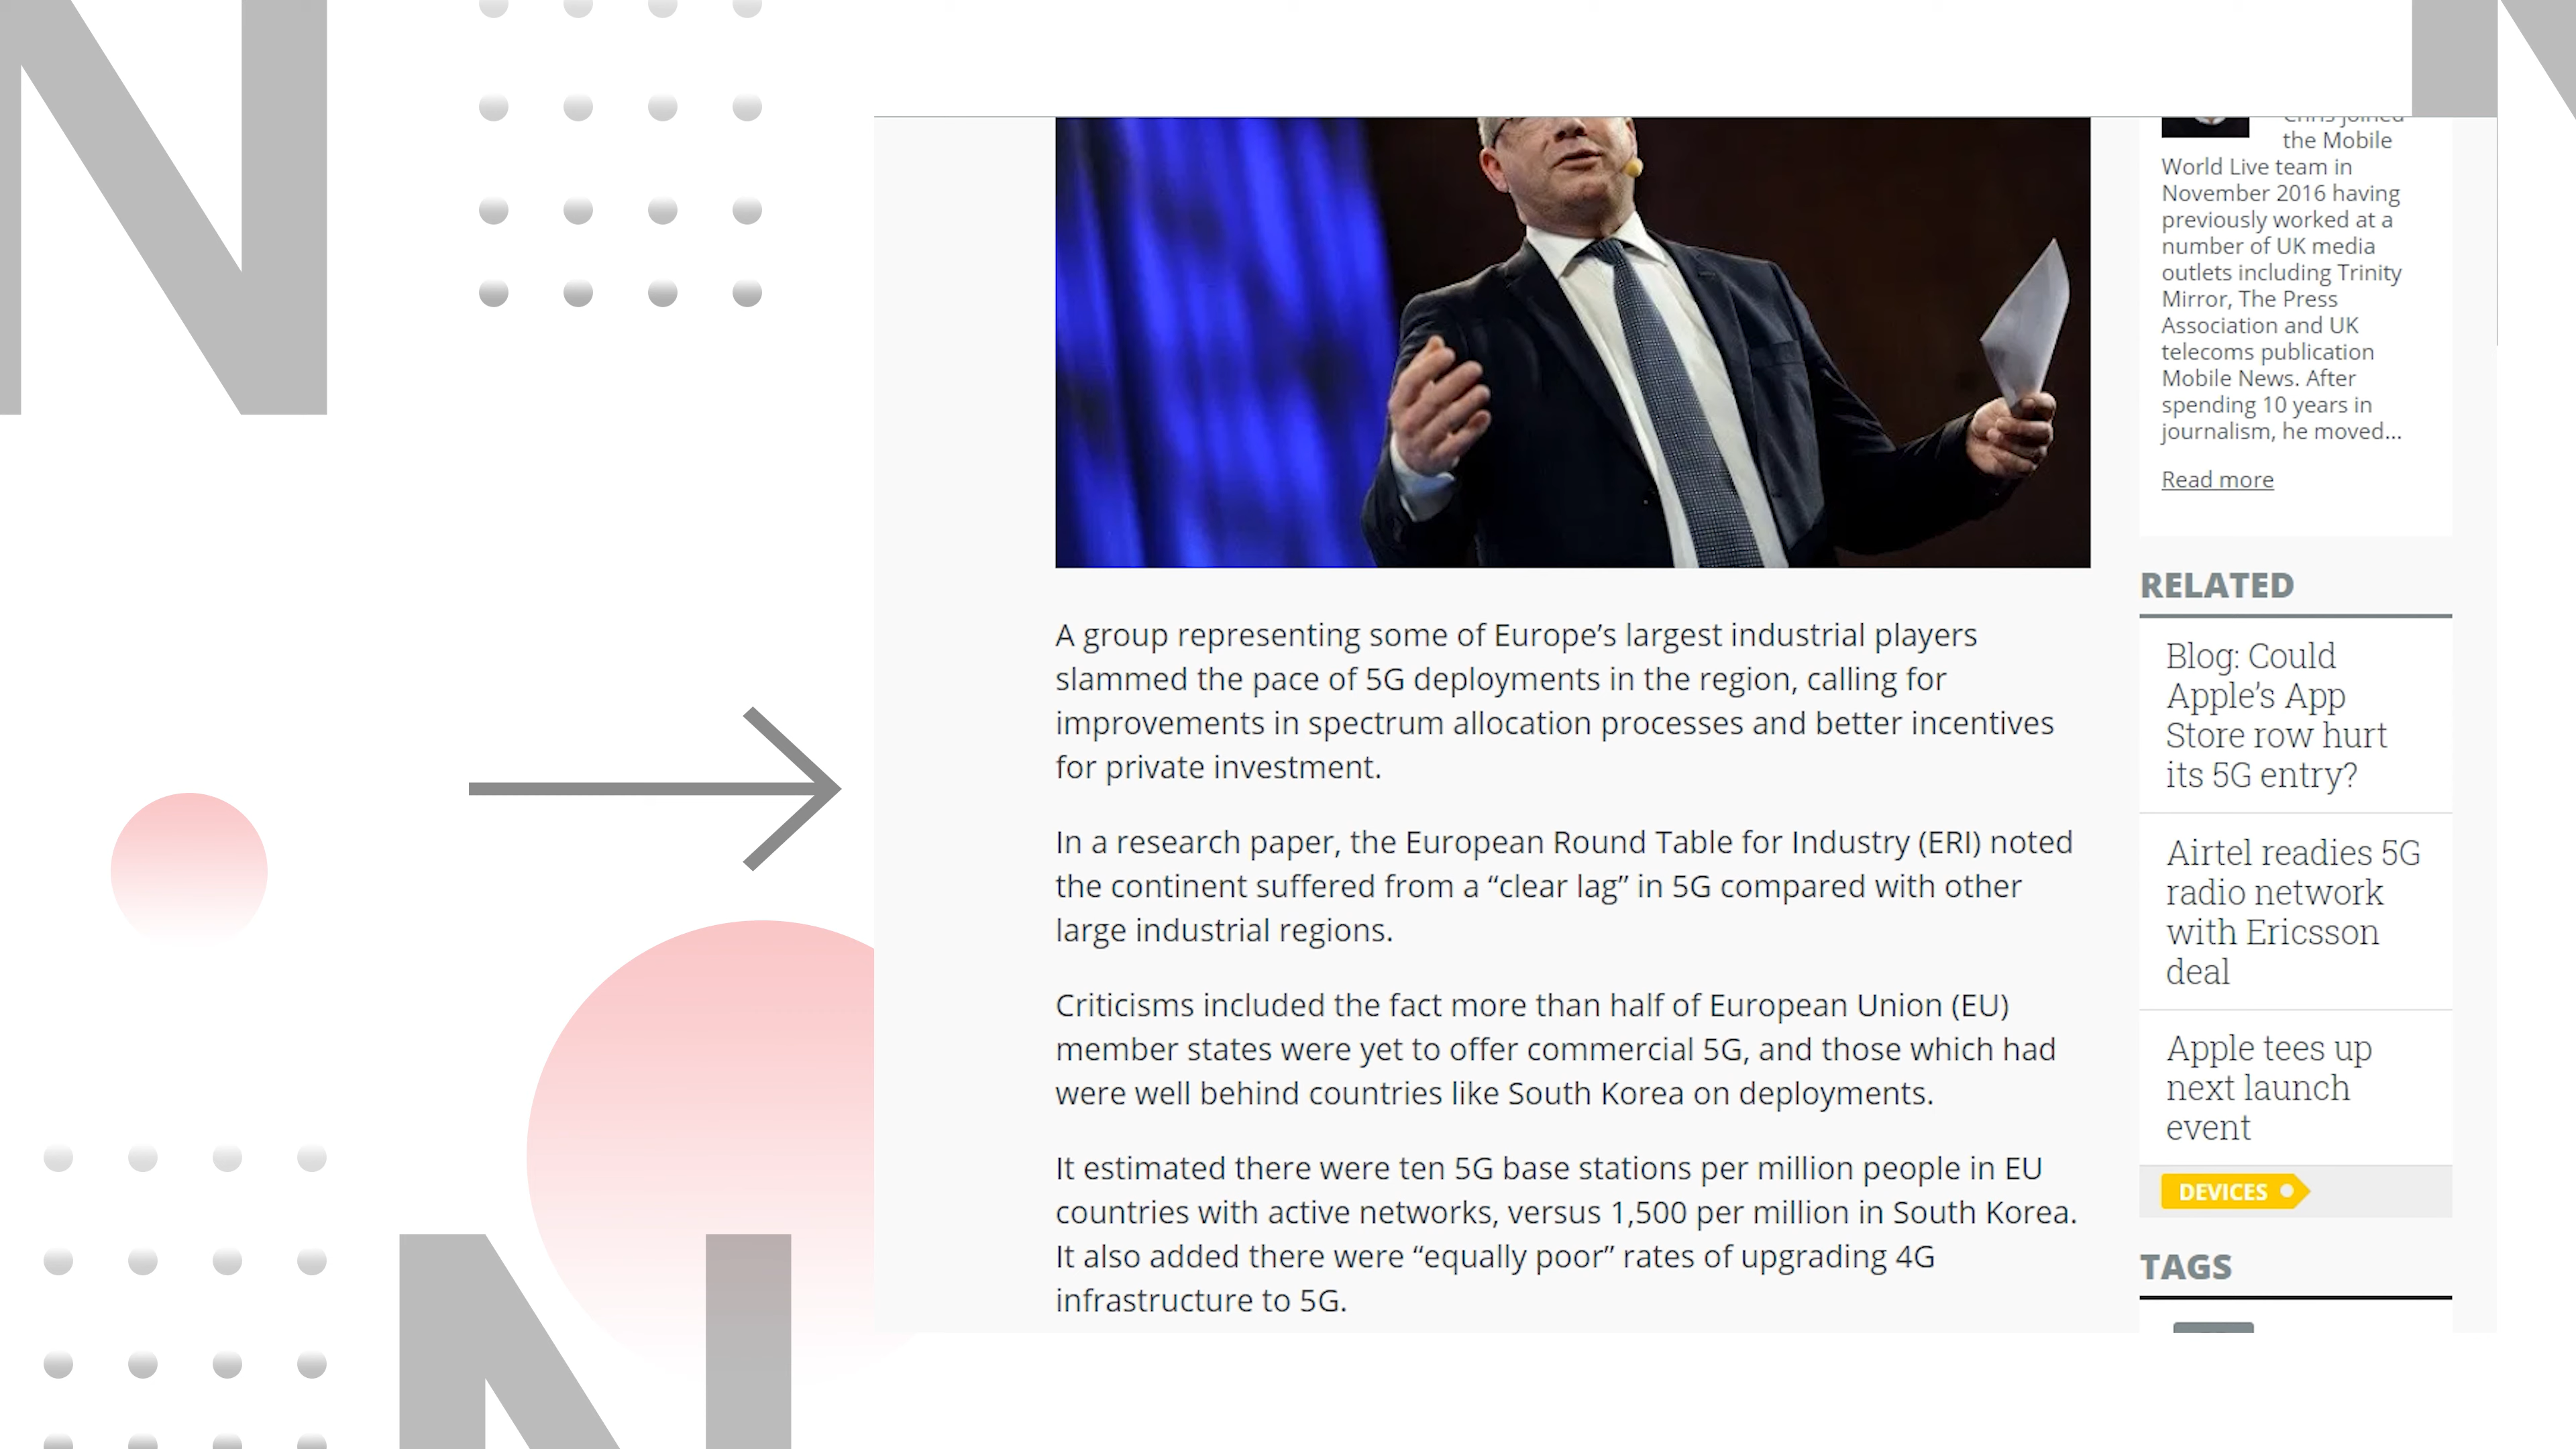 N
N
A group representing some of Europe’s largest industrial players
slammed the pace of 5G deployments in the region, calling for
improvements in spectrum allocation processes and better incentives
for private investment.
In a research paper, the European Round Table for Industry (ERI) noted
the continent suffered from a “clear lag” in 5G compared with other
large industrial regions.
Criticisms included the fact more than half of European Union (EU)
member states were yet to offer commercial 5G, and those which had
were well behind countries like South Korea on deployments.
It estimated there were ten 5G base stations per million people in EU
countries with active networks, versus 1,500 per million in South Korea.
It also added there were “equally poor” rates of upgrading 4G
infrastructure to 5G.
Chris joined
the Mobile
World Live team in
November 2016 having
previously worked at a
number of UK media
outlets including Trinity
Mirror, The Press
Association and UK
telecoms publication
Mobile News. After
spending 10 years in
journalism, he moved...
Read more
RELATED
Blog: Could
Apple’s App
Store row hurt
its 5G entry?
Airtel readies 5G
radio network
with Ericsson
deal
Apple tees up
next launch
event
DEVICES
TAGS